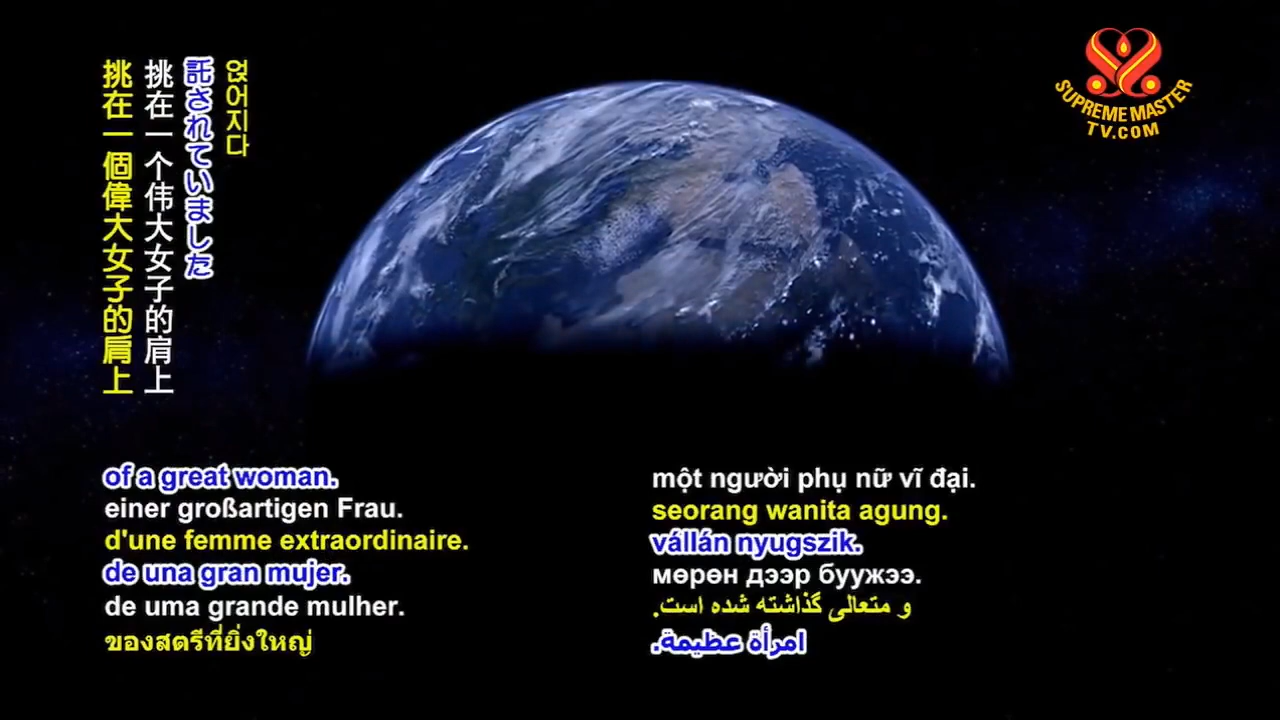 얹어지다
託されていました
挑在一个伟大女子的肩上
挑在一個偉大女子的肩上
SUPREME MASTER
TV.COM
of a great woman.
einer großartigen Frau.
d'une femme extraordinaire.
de una gran mujer.
de uma grande mulher.
ของสตรีที่ยิ่งใหญ่
một người phụ nữ vĩ đại.
seorang wanita agung.
vállán nyugszik.
мөрөн дээр буужээ.
و متعالی گذاشته شده است.
امرأة عظيمة.